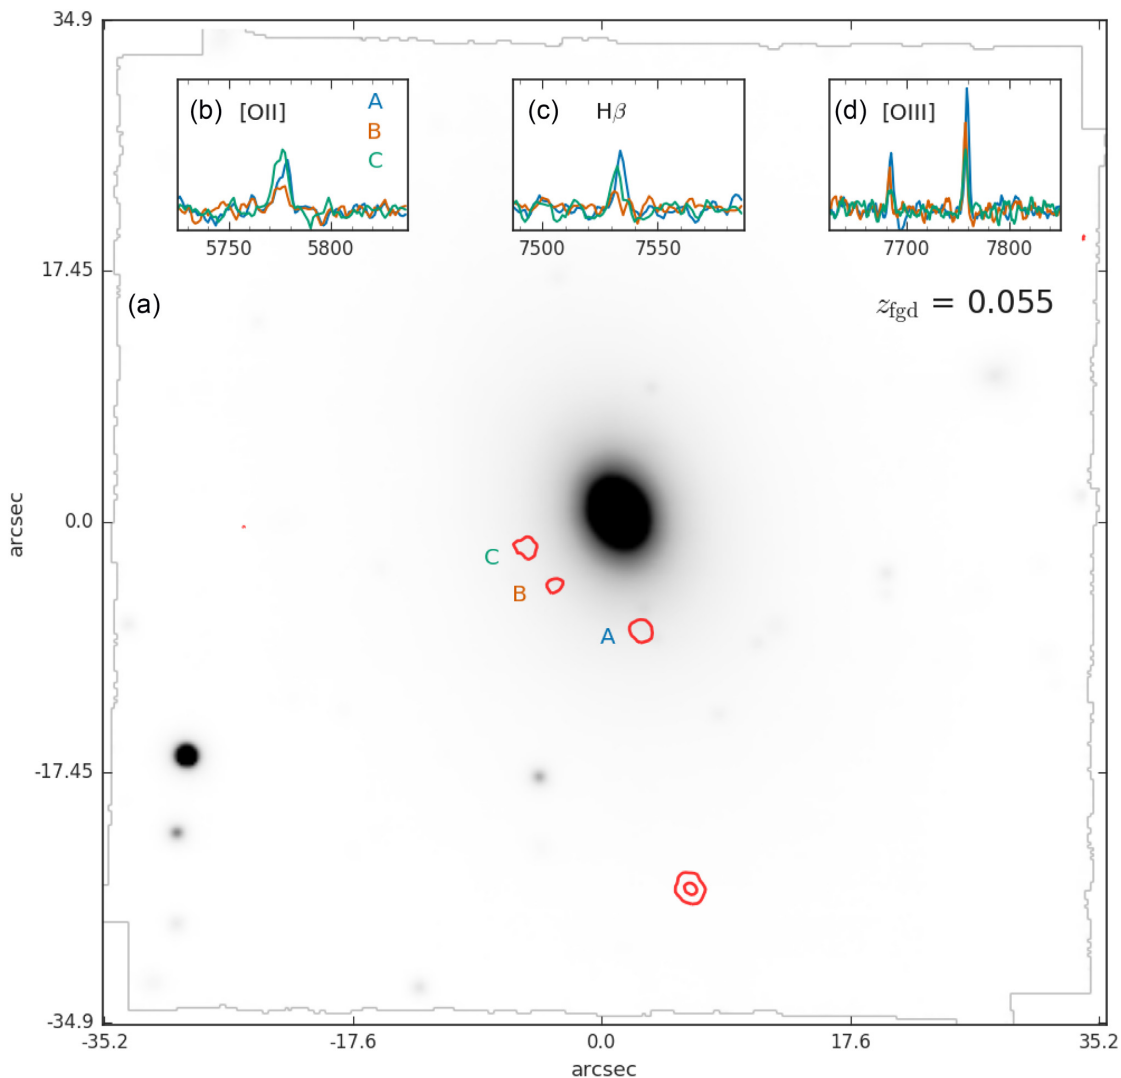 34.9
17.45
0.0
-17.45
-34.9
arcsec
(b) [OII]
A
B
C
5750 5800
(c) Hβ
7500 7550
(d) [OIII]
7700 7800
(a)
z_fgd = 0.055
C
B
A
-35.2 -17.6 0.0 17.6 35.2
arcsec